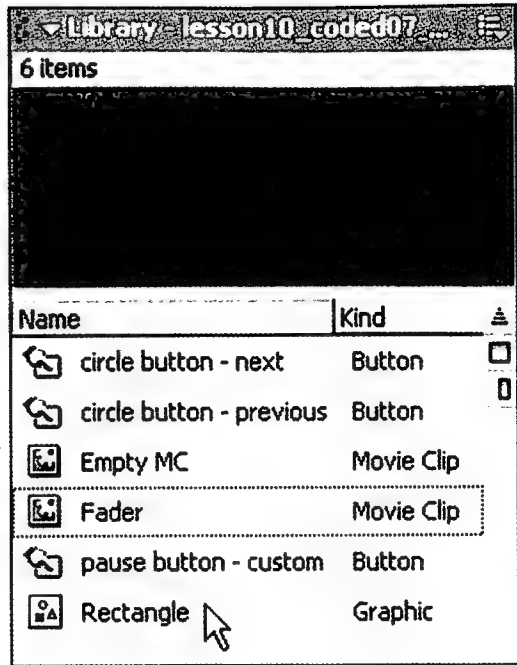 Library - lesson10_coded07_...
6 items
Name Kind
circle button - next Button
circle button - previous Button
Empty MC Movie Clip
Fader Movie Clip
pause button - custom Button
Rectangle Graphic